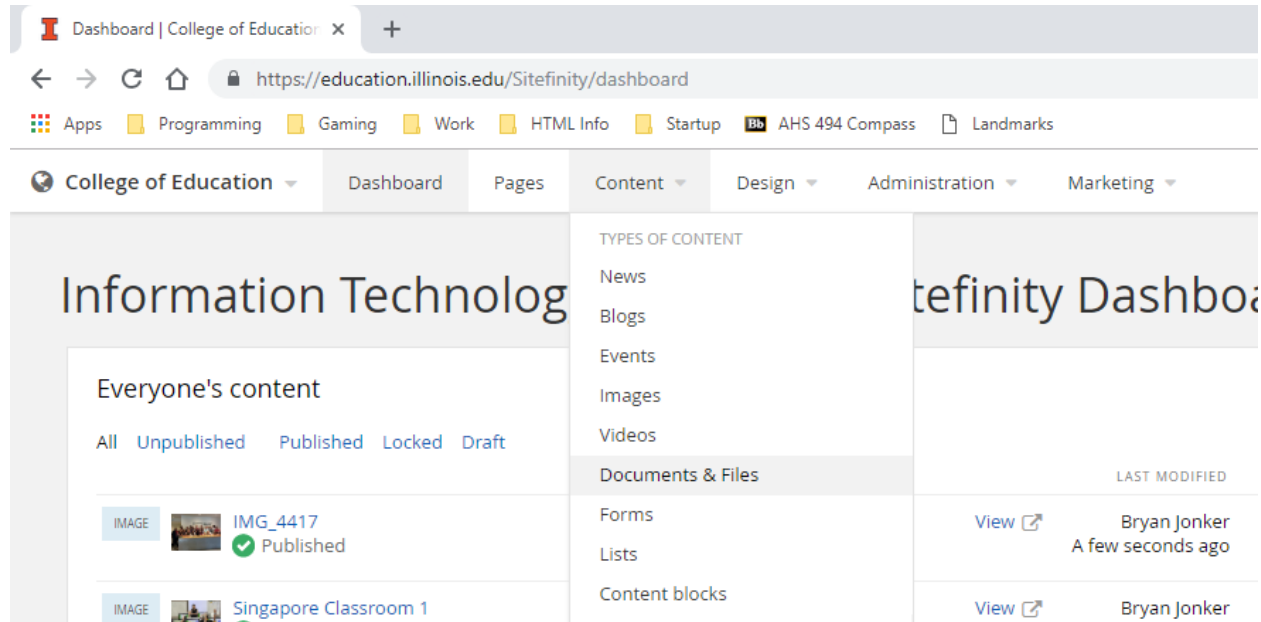 Dashboard | College of Education
https://education.illinois.edu/Sitefinity/dashboard
Apps Programming Gaming Work HTML Info Startup Bb AHS 494 Compass Landmarks
College of Education Dashboard Pages Content Design Administration Marketing
TYPES OF CONTENT
News
Blogs
Events
Images
Videos
Documents & Files
Forms
Lists
Content blocks
Information Technolog tefinity Dashboa
Everyone's content
All Unpublished Published Locked Draft
LAST MODIFIED
IMAGE IMG_4417 View Bryan Jonker
Published A few seconds ago
IMAGE Singapore Classroom 1 View Bryan Jonker